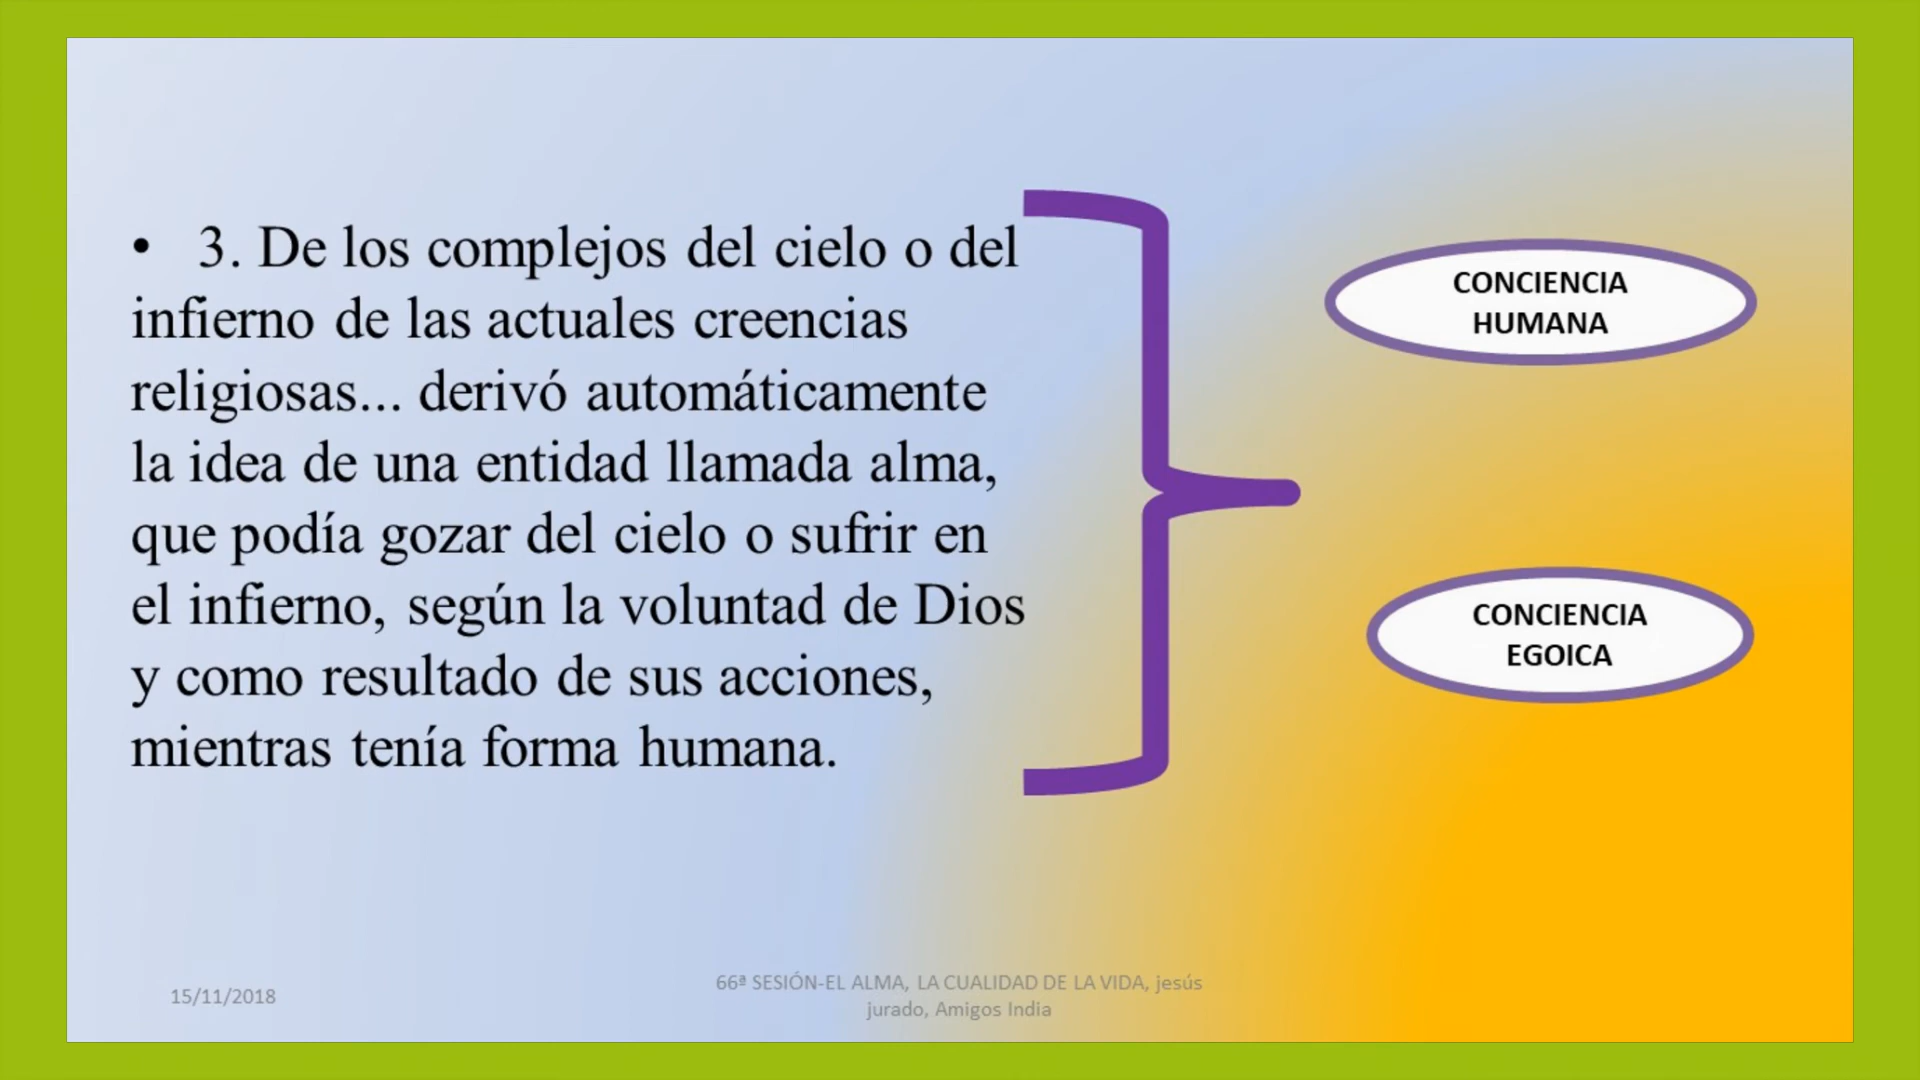 • 3. De los complejos del cielo o del
infierno de las actuales creencias
religiosas... derivó automáticamente
la idea de una entidad llamada alma,
que podía gozar del cielo o sufrir en
el infierno, según la voluntad de Dios
y como resultado de sus acciones,
mientras tenía forma humana.
CONCIENCIA
HUMANA
CONCIENCIA
EGOICA
15/11/2018
66ª SESIÓN-EL ALMA, LA CUALIDAD DE LA VIDA, jesús
jurado, Amigos India